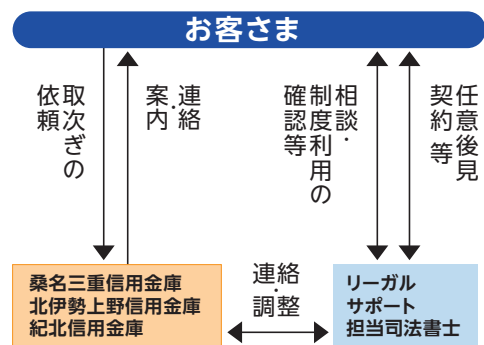 お客さま
取次ぎの
依頼
連絡・
案内
相談・
制度利用の
確認等
任意後見
契約 等
桑名三重信用金庫
北伊勢上野信用金庫
紀北信用金庫
連絡・
調整
リーガル
サポート
担当司法書士